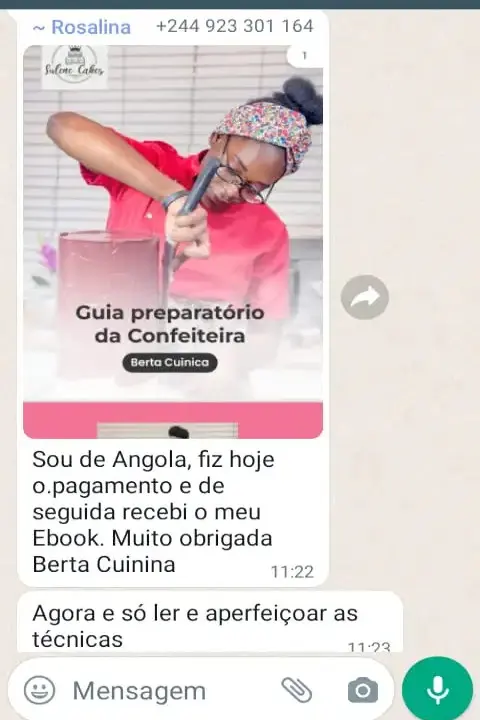 ~ Rosalina +244 923 301 164
1
Sulene Cakes
Guia preparatório
da Confeiteira
Berta Cuinica
Sou de Angola, fiz hoje
o.pagamento e de
seguida recebi o meu
Ebook. Muito obrigada
Berta Cuinina
11:22
Agora e só ler e aperfeiçoar as
técnicas
11:23
Mensagem